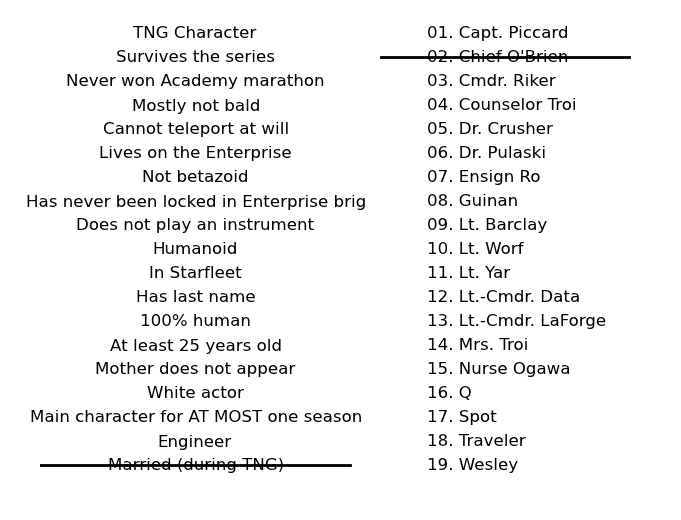 TNG Character
Survives the series
Never won Academy marathon
Mostly not bald
Cannot teleport at will
Lives on the Enterprise
Not betazoid
Has never been locked in Enterprise brig
Does not play an instrument
Humanoid
In Starfleet
Has last name
100% human
At least 25 years old
Mother does not appear
White actor
Main character for AT MOST one season
Engineer
Married (during TNG)
01. Capt. Piccard
02. Chief O'Brien
03. Cmdr. Riker
04. Counselor Troi
05. Dr. Crusher
06. Dr. Pulaski
07. Ensign Ro
08. Guinan
09. Lt. Barclay
10. Lt. Worf
11. Lt. Yar
12. Lt.-Cmdr. Data
13. Lt.-Cmdr. LaForge
14. Mrs. Troi
15. Nurse Ogawa
16. Q
17. Spot
18. Traveler
19. Wesley